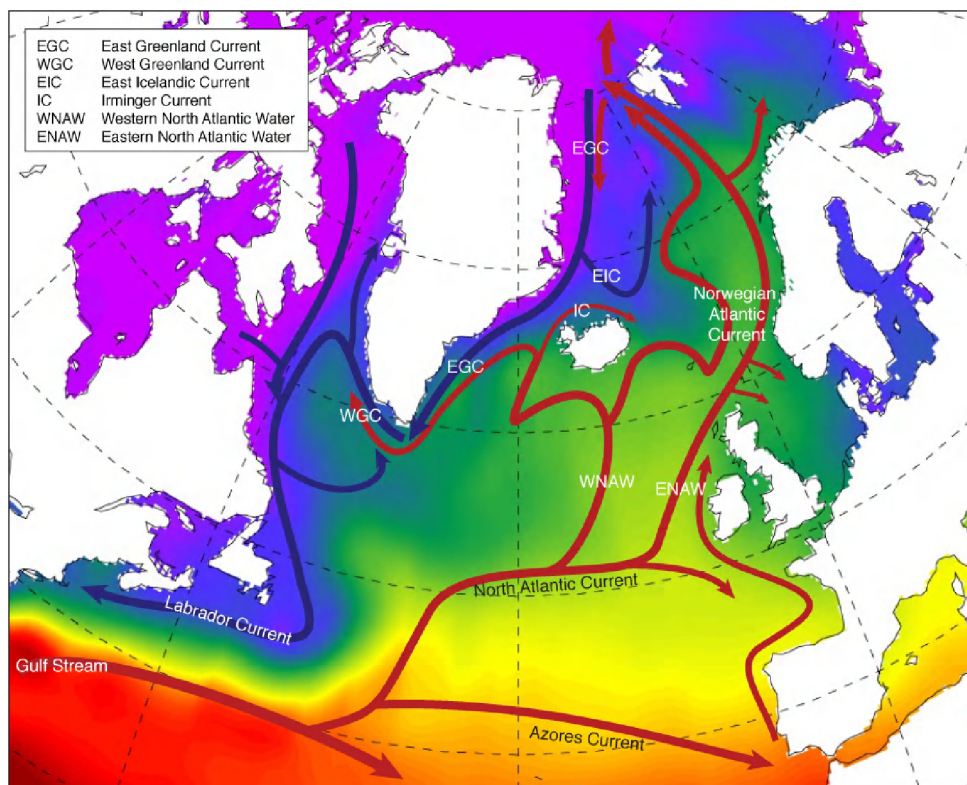 EGC East Greenland Current
WGC West Greenland Current
EIC East Icelandic Current
IC Irminger Current
WNAW Western North Atlantic Water
ENAW Eastern North Atlantic Water
EGC
EIC
Norwegian
Atlantic
Current
IC
EGC
WGC
WNAW
ENAW
North Atlantic Current
Labrador Current
Gulf Stream
Azores Current